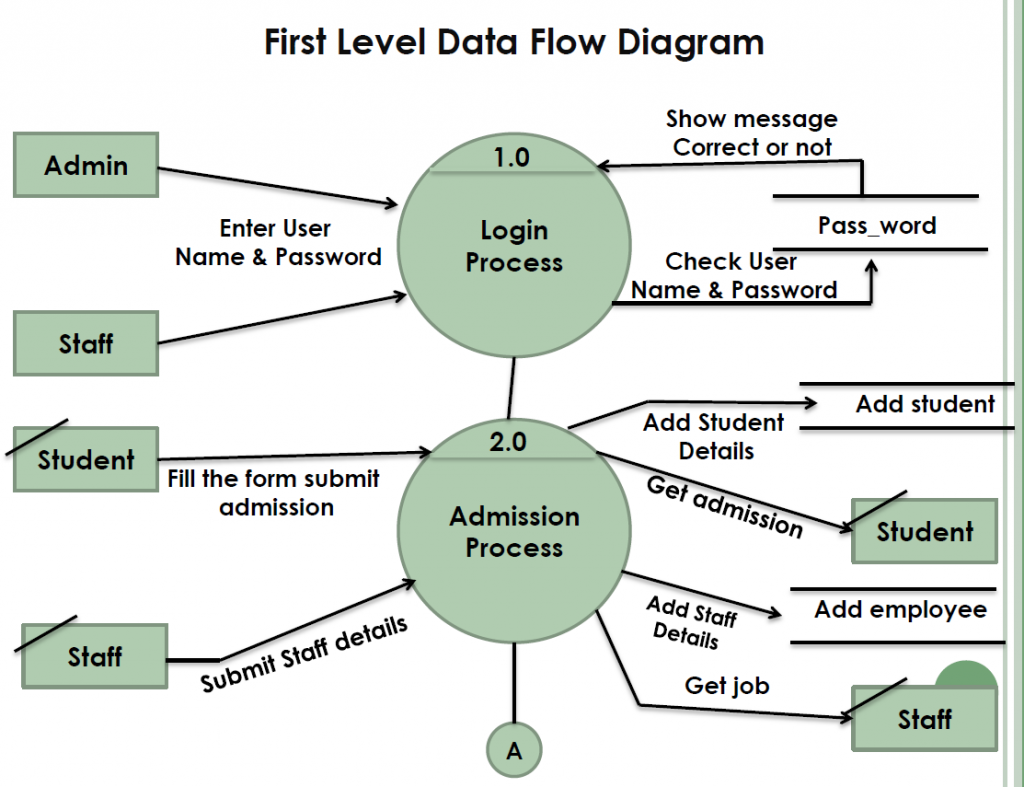 First Level Data Flow Diagram
Admin
Enter User
Name & Password
Staff
1.0
Login
Process
Show message
Correct or not
Pass_word
Check User
Name & Password
Student
Fill the form submit
admission
Staff
Submit Staff details
2.0
Admission
Process
Add Student
Details
Add student
Get admission
Student
Add Staff
Details
Add employee
Get job
Staff
A